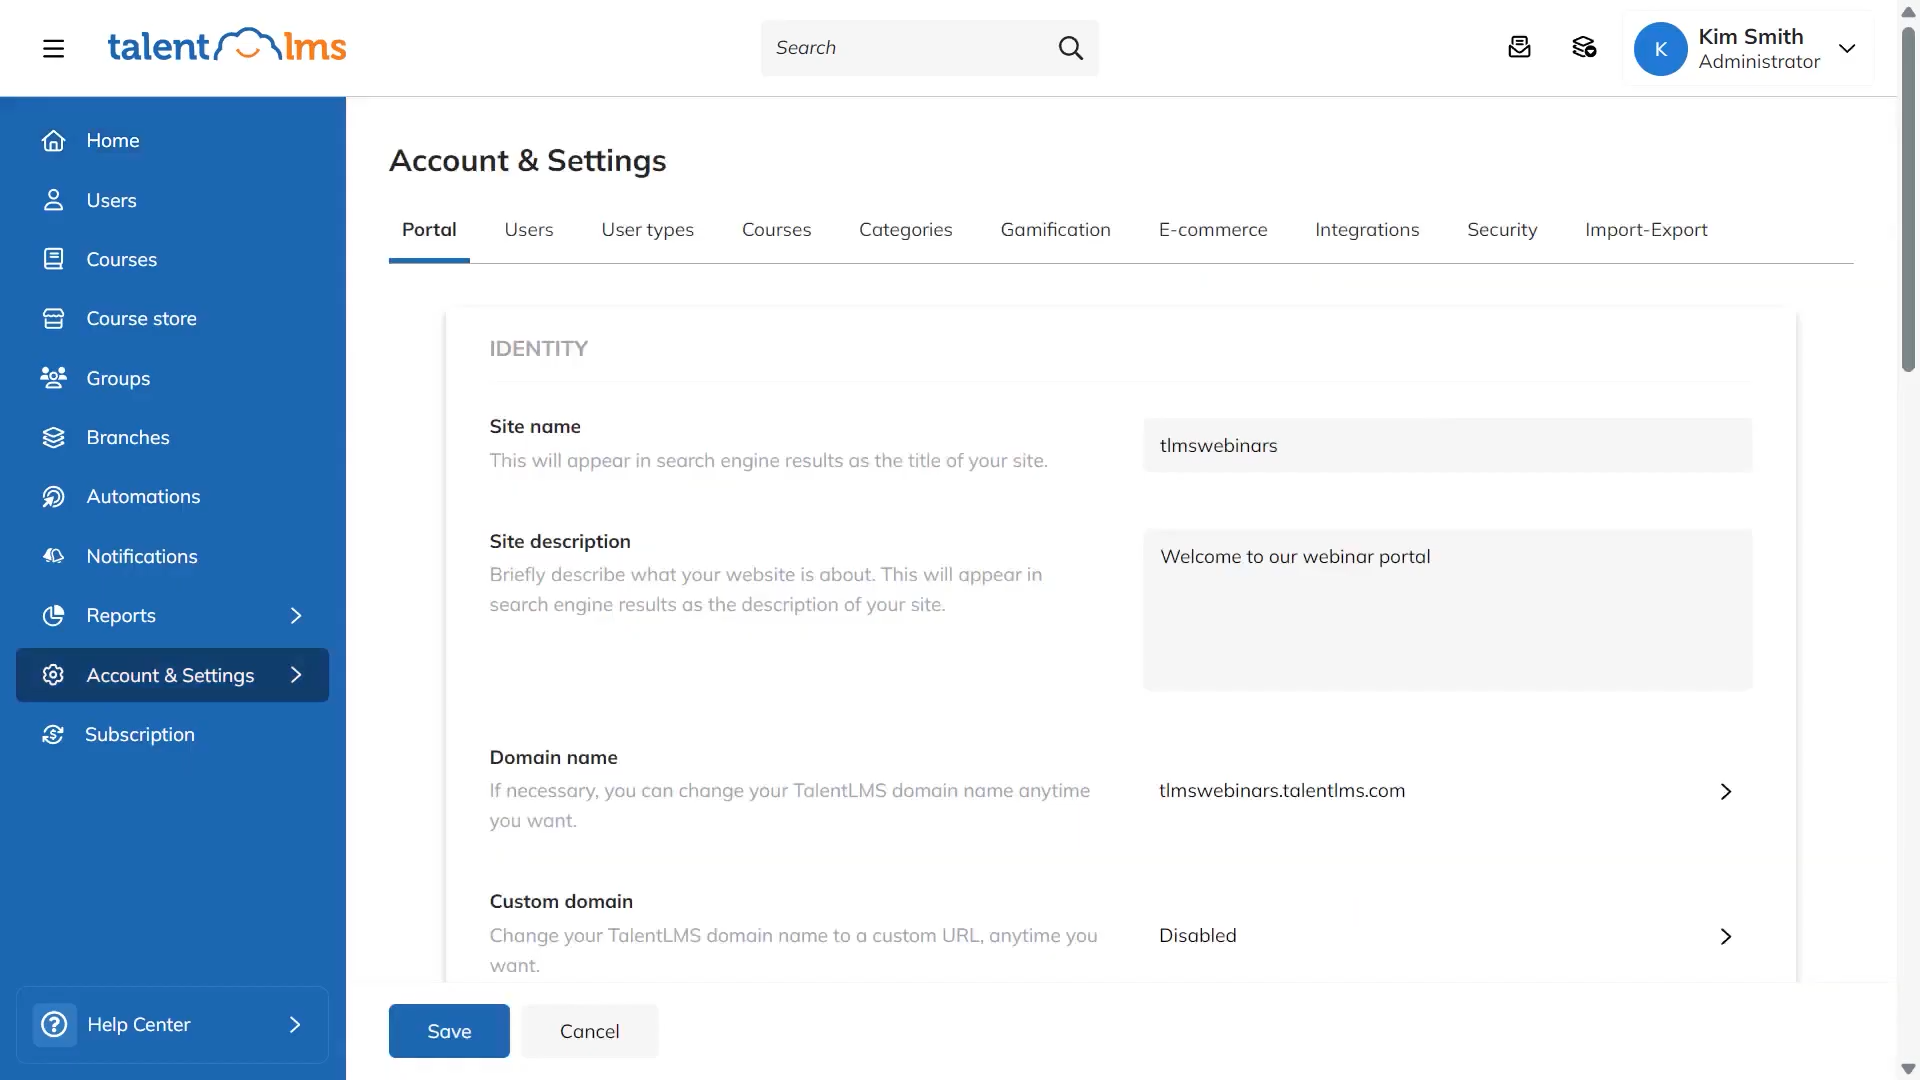 talentlms
Search
K
Kim Smith
Administrator
Home
Users
Courses
Course store
Groups
Branches
Automations
Notifications
Reports
Account & Settings
Subscription
Help Center
Account & Settings
Portal
Users
User types
Courses
Categories
Gamification
E-commerce
Integrations
Security
Import-Export
IDENTITY
Site name
This will appear in search engine results as the title of your site.
tlmswebinars
Site description
Briefly describe what your website is about. This will appear in
search engine results as the description of your site.
Welcome to our webinar portal
Domain name
If necessary, you can change your TalentLMS domain name anytime
you want.
tlmswebinars.talentlms.com
Custom domain
Change your TalentLMS domain name to a custom URL, anytime you
want.
Disabled
Save
Cancel